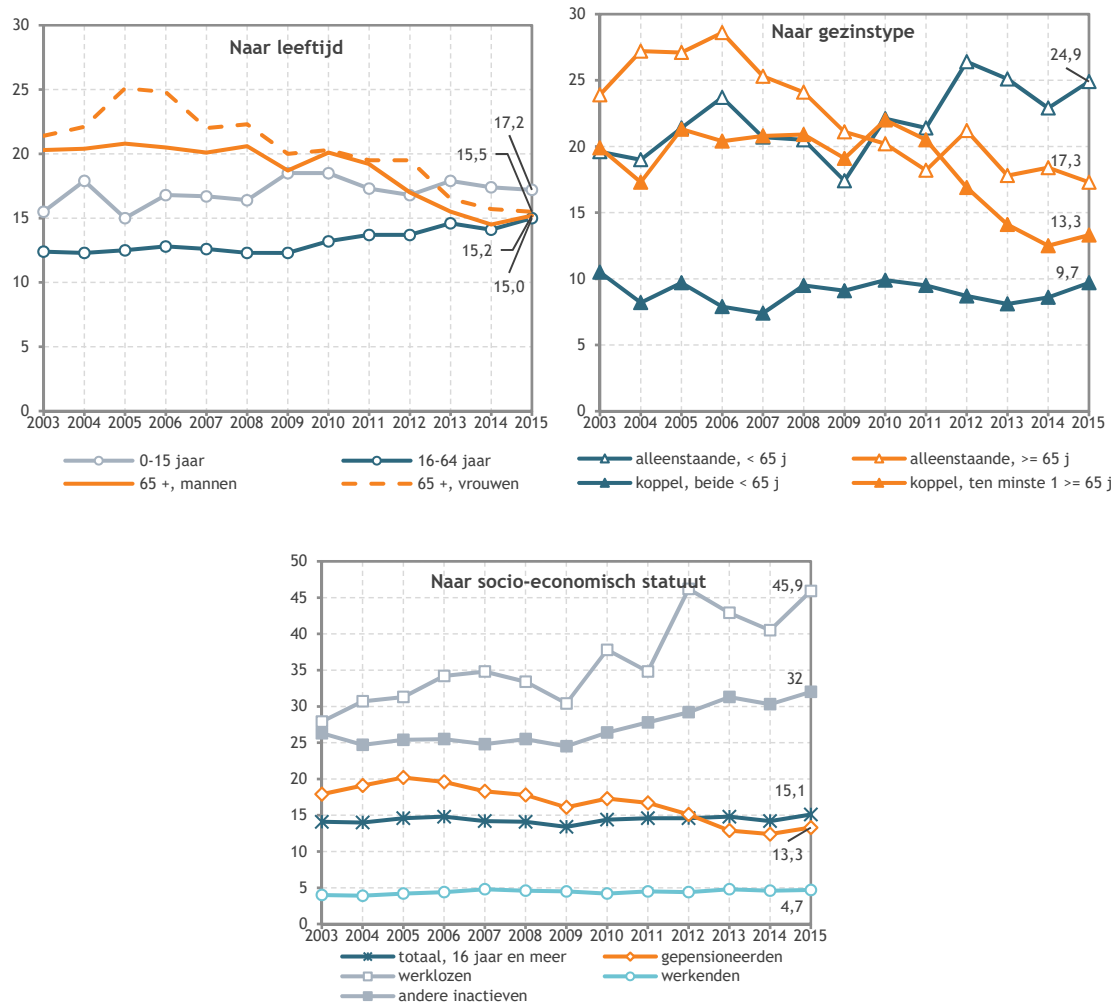 Naar leeftijd
30
25
20
15
10
5
0
17,2
15,5
15,2
15,0
2003 2004 2005 2006 2007 2008 2009 2010 2011 2012 2013 2014 2015
0-15 jaar
16-64 jaar
65 +, mannen
65 +, vrouwen
Naar gezinstype
30
25
20
15
10
5
0
24,9
17,3
13,3
9,7
2003 2004 2005 2006 2007 2008 2009 2010 2011 2012 2013 2014 2015
alleenstaande, < 65 j
alleenstaande, >= 65 j
koppel, beide < 65 j
koppel, ten minste 1 >= 65 j
Naar socio-economisch statuut
50
45
40
35
30
25
20
15
10
5
0
45,9
32
15,1
13,3
4,7
2003 2004 2005 2006 2007 2008 2009 2010 2011 2012 2013 2014 2015
totaal, 16 jaar en meer
gepensioneerden
werklozen
werkenden
andere inactieven